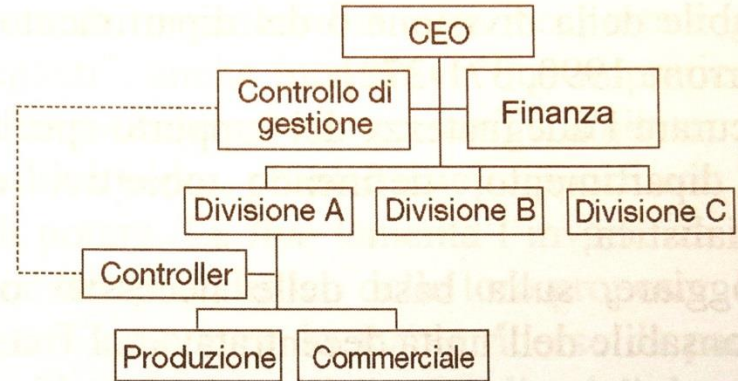 CEO
Controllo di
gestione
Finanza
Divisione A
Divisione B
Divisione C
Controller
Produzione
Commerciale